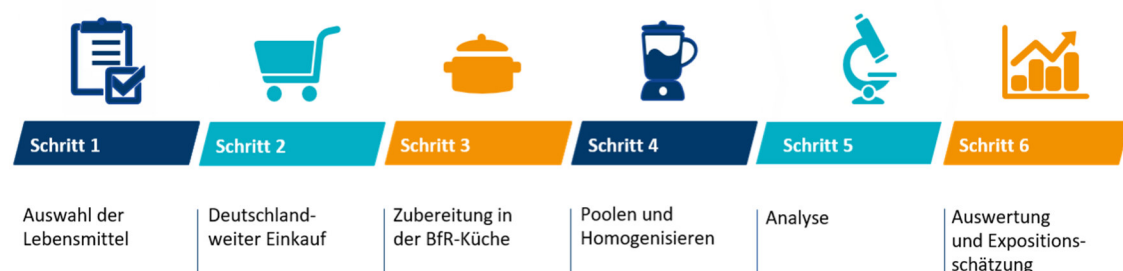 Schritt 1
Schritt 2
Schritt 3
Schritt 4
Schritt 5
Schritt 6
Auswahl der
Lebensmittel
Deutschland-
weiter Einkauf
Zubereitung in
der BfR-Küche
Poolen und
Homogenisieren
Analyse
Auswertung
und Expositions-
schätzung